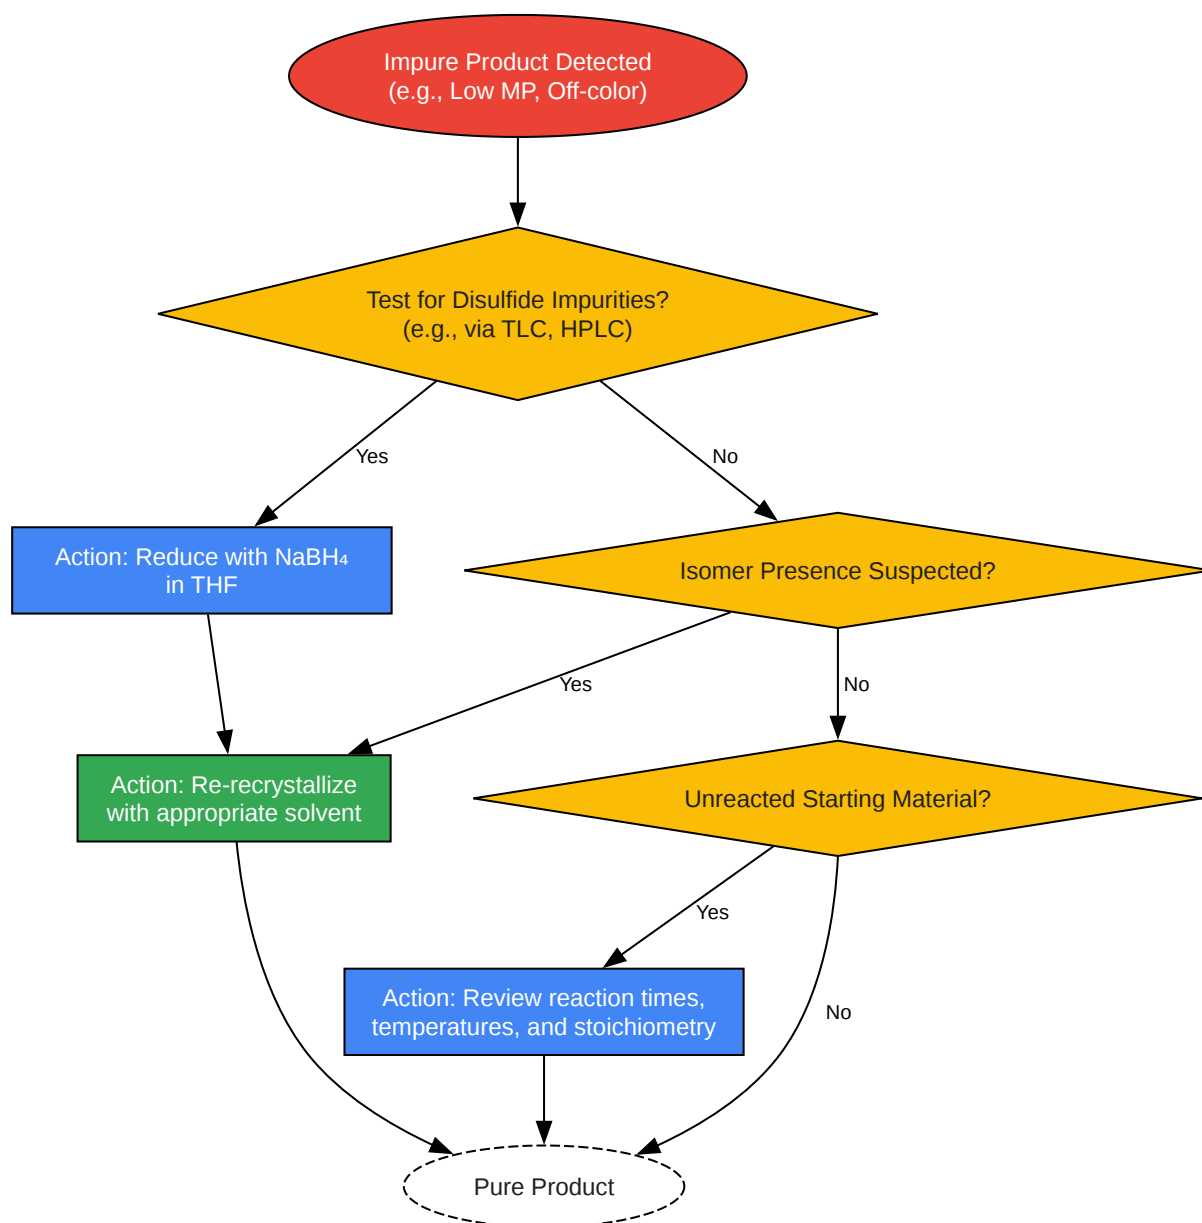 Impure Product Detected
(e.g., Low MP, Off-color)
Test for Disulfide Impurities?
(e.g., via TLC, HPLC)
Yes
No
Action: Reduce with NaBH₄
in THF
Isomer Presence Suspected?
Yes
No
Action: Re-recrystallize
with appropriate solvent
Unreacted Starting Material?
Yes
No
Action: Review reaction times,
temperatures, and stoichiometry
Pure Product